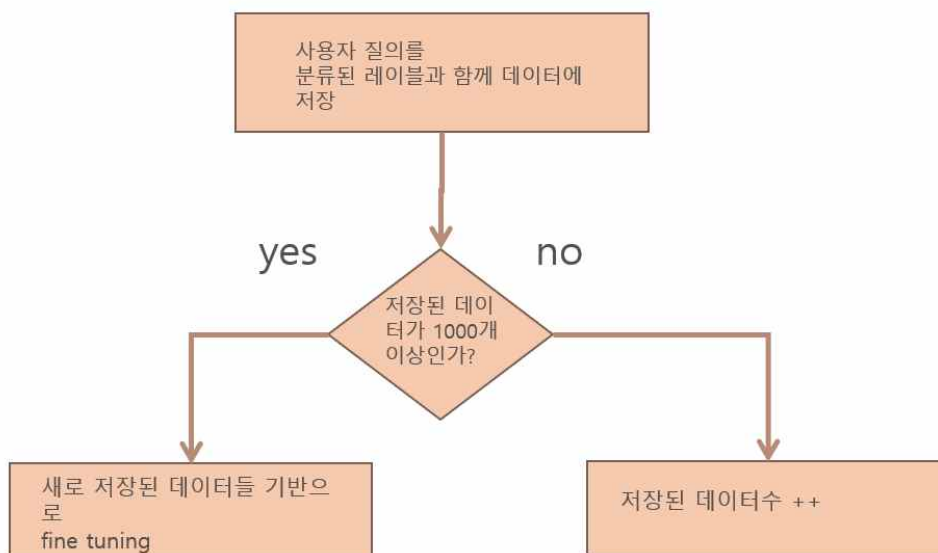 사용자 질의를
분류된 레이블과 함께 데이터에
저장
yes
no
저장된 데이
터가 1000개
이상인가?
새로 저장된 데이터들 기반으
로
fine tuning
저장된 데이터수 ++